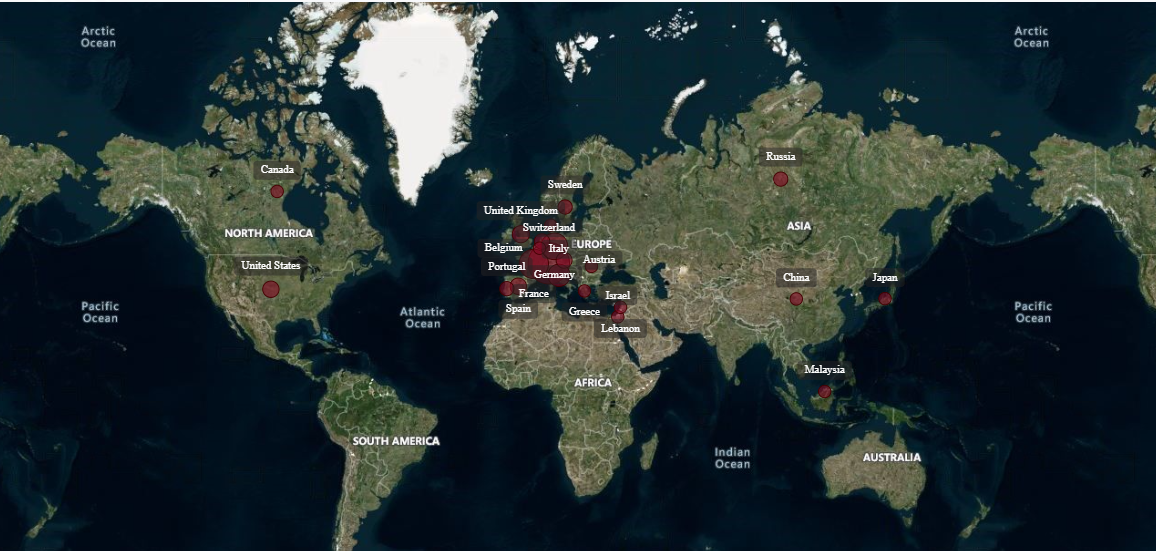 Arctic
Ocean
Arctic
Ocean
Russia
Canada
Sweden
United Kingdom
Switzerland
NORTH AMERICA
ASIA
EUROPE
Belgium
Italy
Austria
United States
Portugal
Germany
China
Japan
France
Israel
Spain
Greece
Pacific
Ocean
Atlantic
Ocean
Pacific
Ocean
Lebanon
Malaysia
AFRICA
SOUTH AMERICA
Indian
Ocean
AUSTRALIA